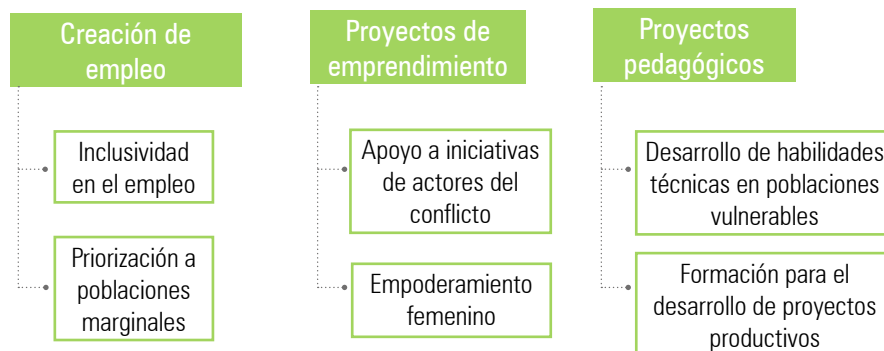 Creación de
empleo
Inclusividad
en el empleo
Priorización a
poblaciones
marginales
Proyectos de
emprendimiento
Apoyo a iniciativas
de actores del
conflicto
Empoderamiento
femenino
Proyectos
pedagógicos
Desarrollo de habilidades
técnicas en poblaciones
vulnerables
Formación para el
desarrollo de proyectos
productivos